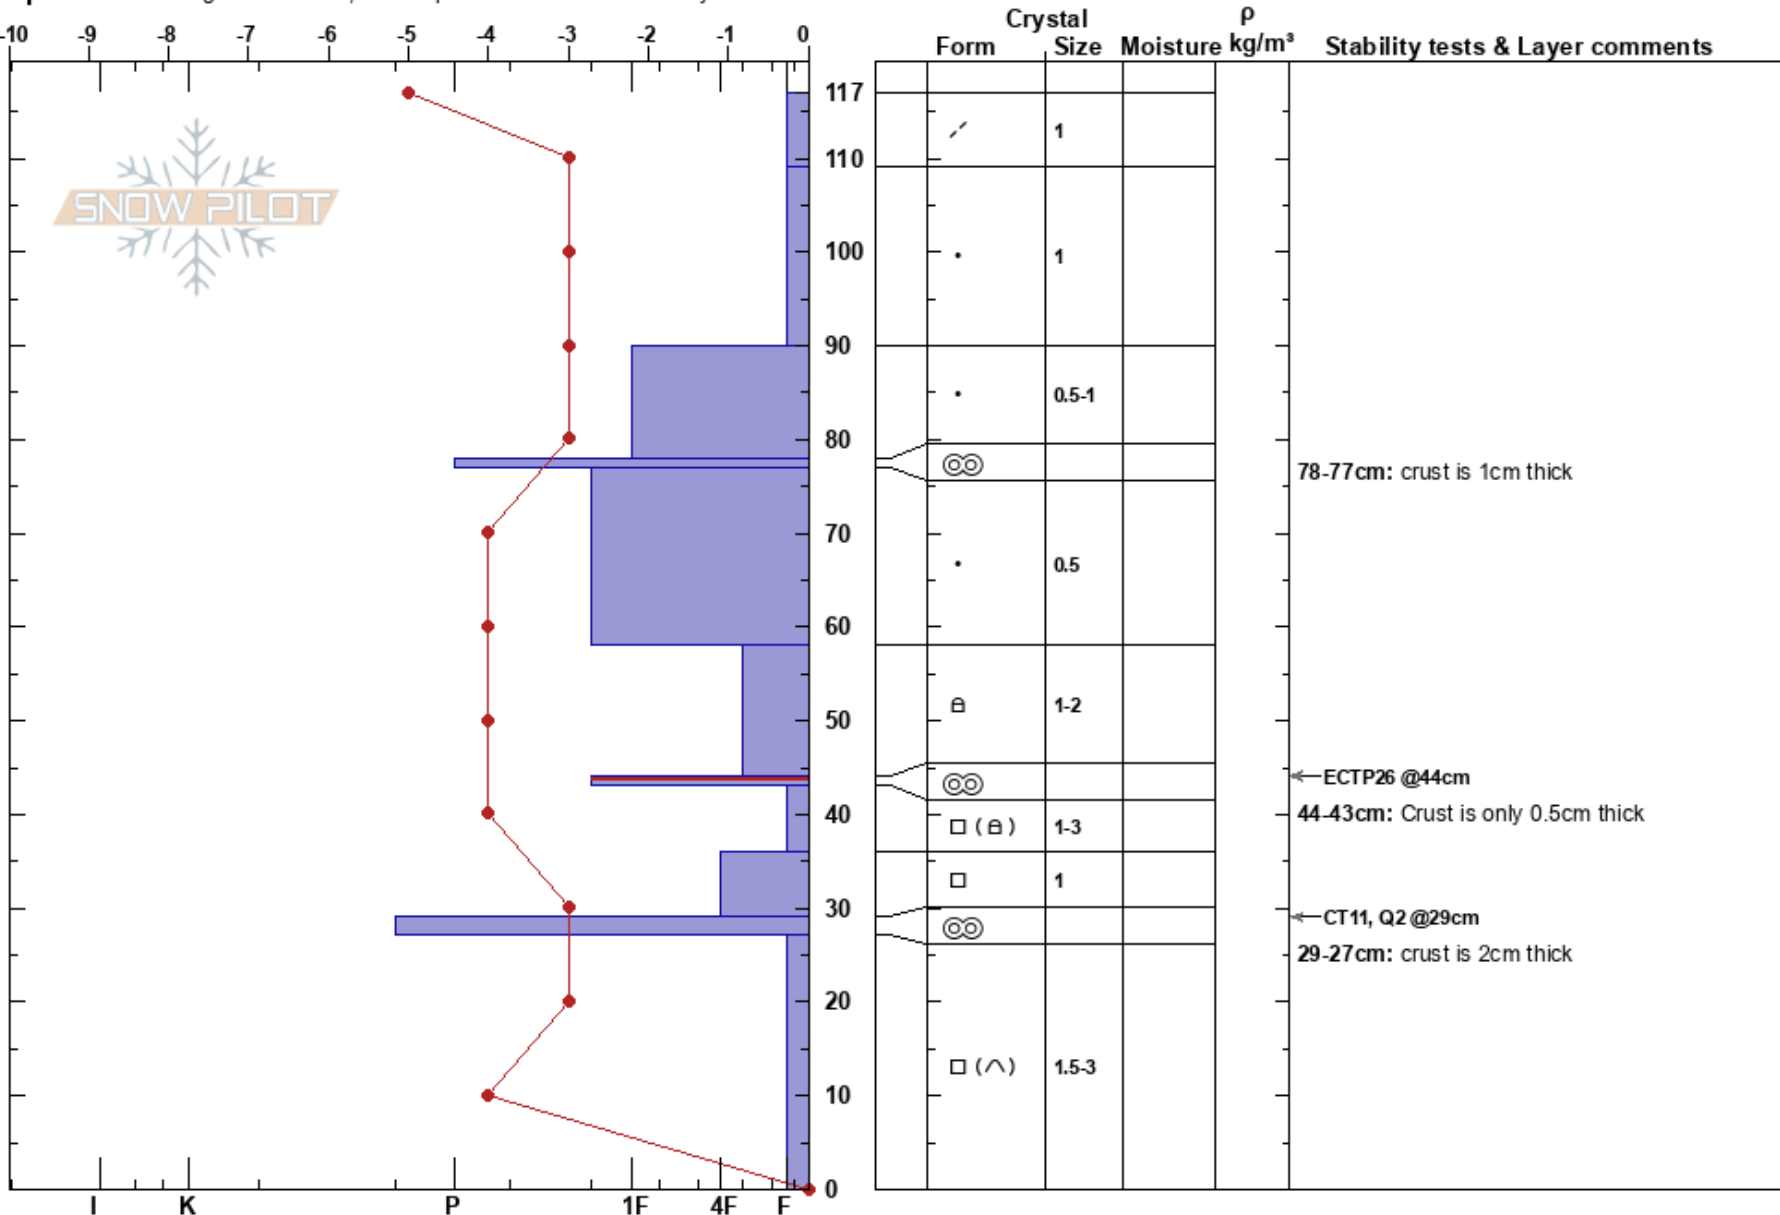 Crystal ρ
-10 -9 -8 -7 -6 -5 -4 -3 -2 -1 0 Form Size Moisture kg/m³ Stability tests & Layer comments
117
1
110
SNOW PILOT
100 1
90
0.5-1
80
78-77cm: crust is 1cm thick
70
0.5
60
1-2
50
ECTP26 @44cm
40 44-43cm: Crust is only 0.5cm thick
1-3
1
30
CT11, Q2 @29cm
29-27cm: crust is 2cm thick
20
1.5-3
10
0
I K P 1F 4F F